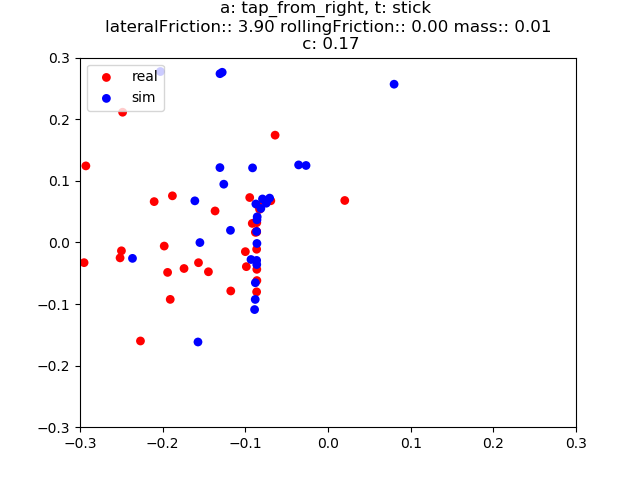 a: tap_from_right, t: stick
lateralFriction:: 3.90 rollingFriction:: 0.00 mass:: 0.01
c: 0.17
real
sim
0.3
0.2
0.1
0.0
−0.1
−0.2
−0.3
−0.3
−0.2
−0.1
0.0
0.1
0.2
0.3